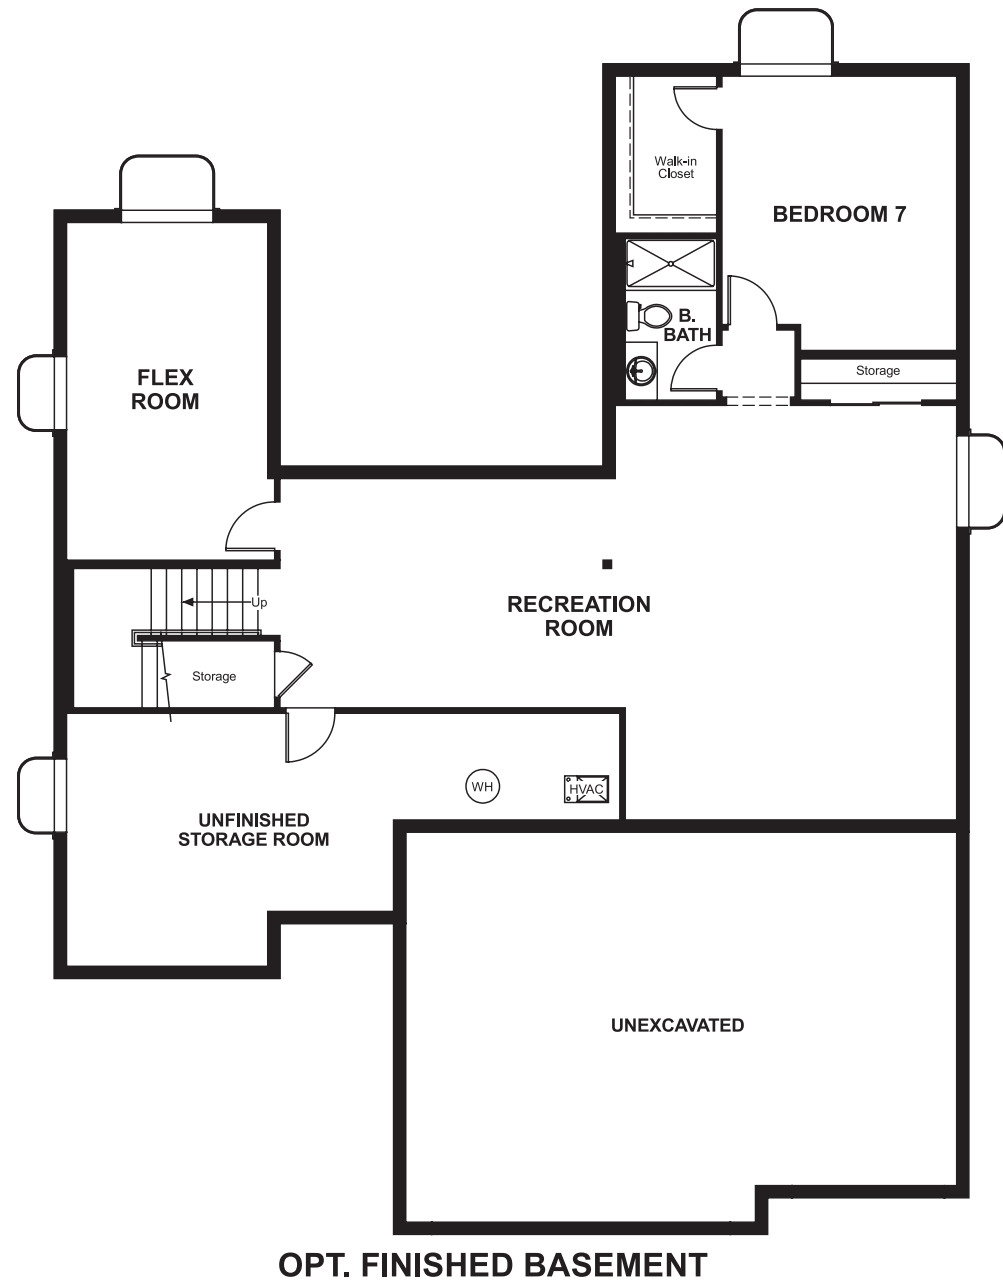 Walk-in
Closet
BEDROOM 7
B.
BATH
Storage
FLEX
ROOM
Up
RECREATION
ROOM
Storage
WH
HVAC
UNFINISHED
STORAGE ROOM
UNEXCAVATED
OPT. FINISHED BASEMENT